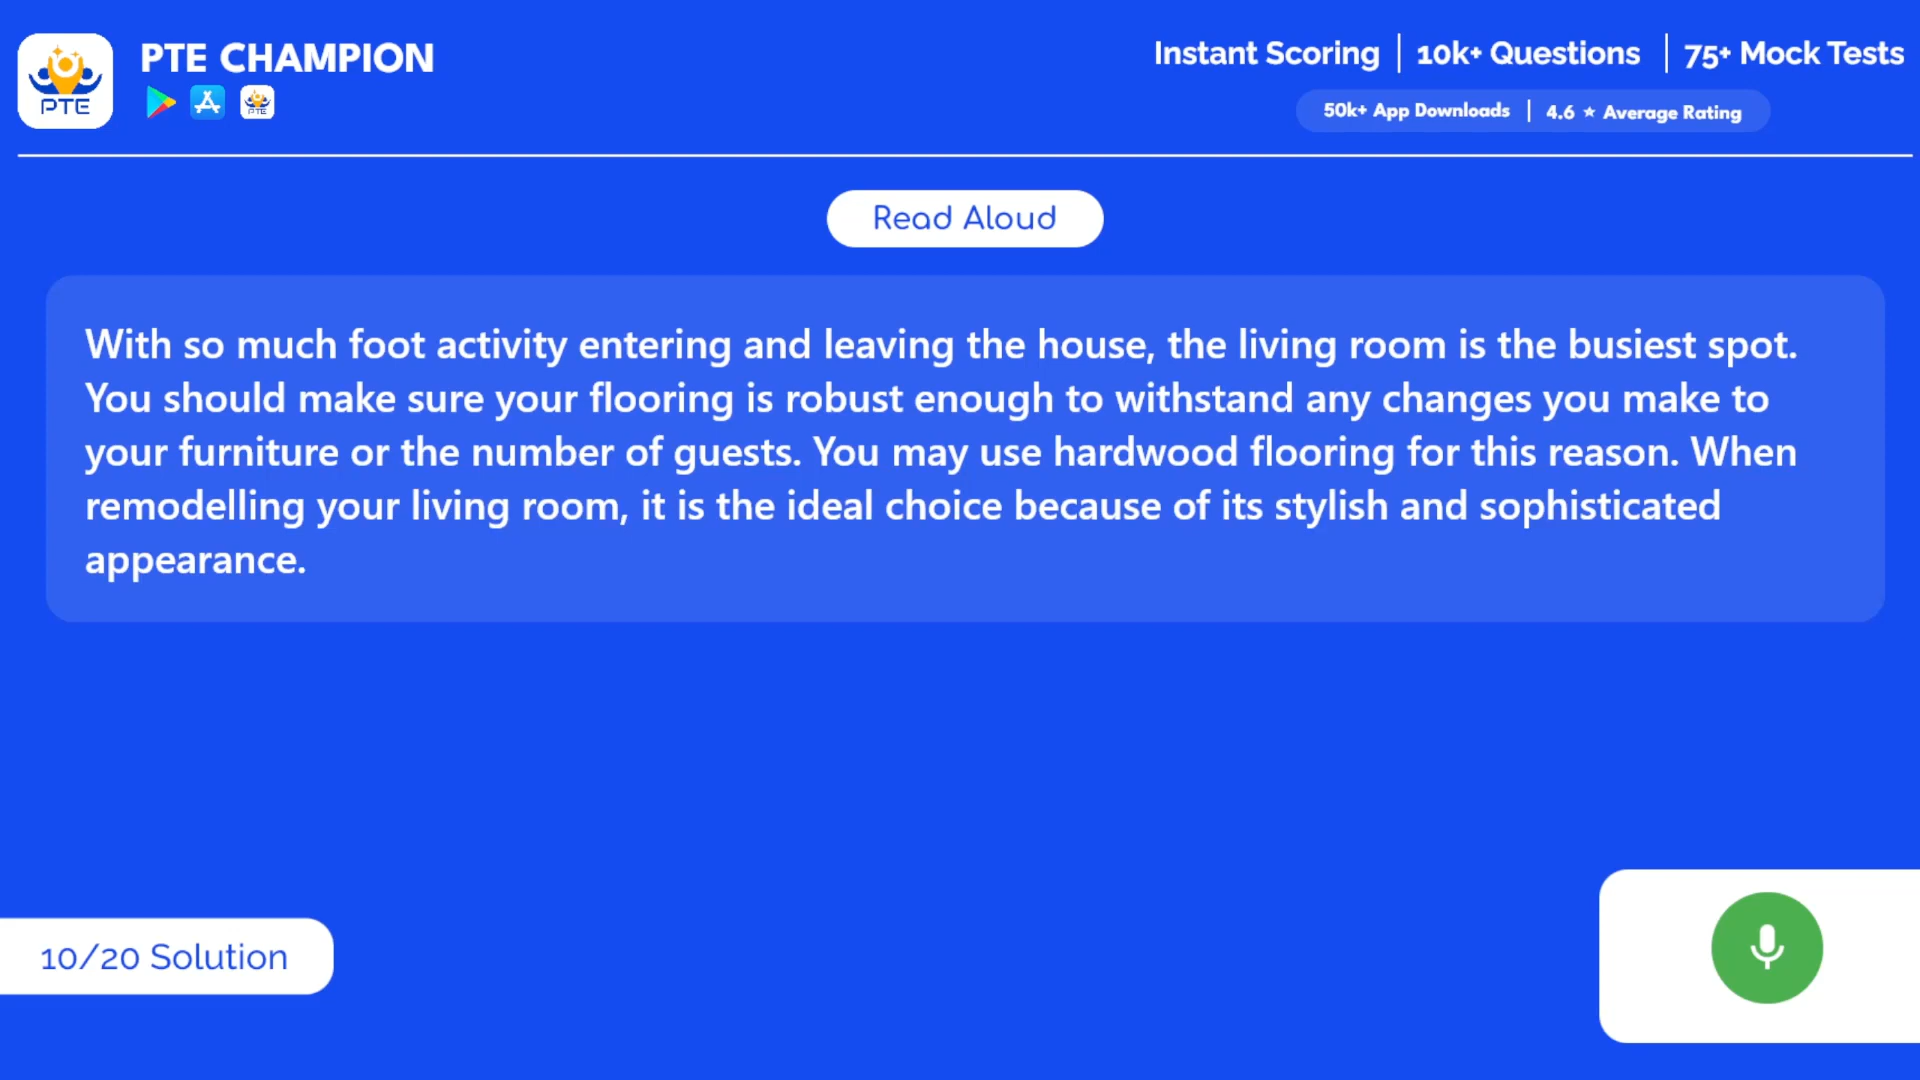 PTE CHAMPION
PTE
PTE
Instant Scoring | 10k+ Questions | 75+ Mock Tests
50k+ App Downloads | 4.6 ★ Average Rating
Read Aloud
With so much foot activity entering and leaving the house, the living room is the busiest spot.
You should make sure your flooring is robust enough to withstand any changes you make to
your furniture or the number of guests. You may use hardwood flooring for this reason. When
remodelling your living room, it is the ideal choice because of its stylish and sophisticated
appearance.
10/20 Solution